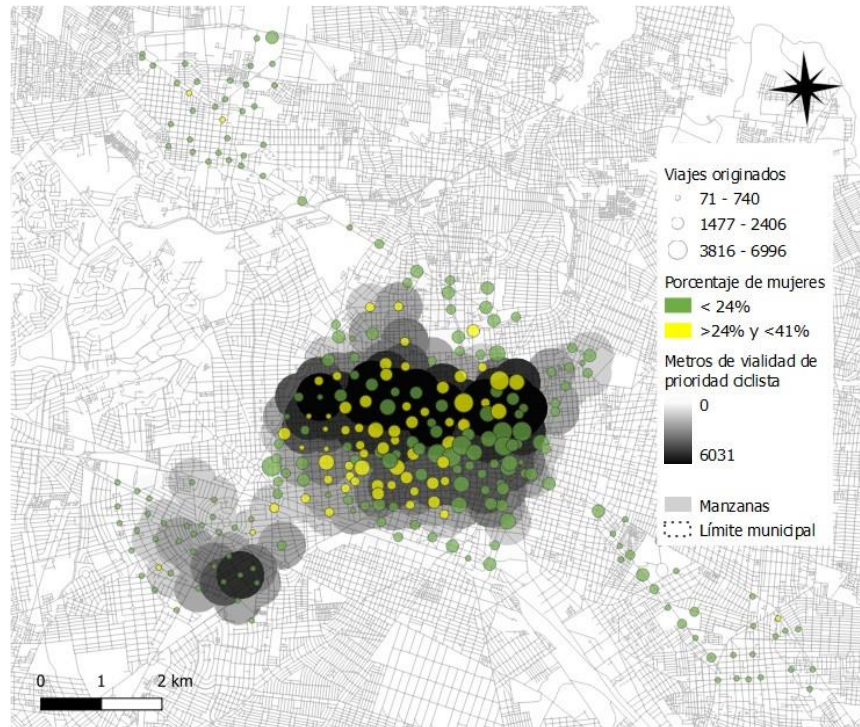 Viajes originados
71 - 740
1477 - 2406
3816 - 6996
Porcentaje de mujeres
< 24%
>24% y <41%
Metros de vialidad de
prioridad ciclista
0
6031
Manzanas
Límite municipal
0 1 2 km